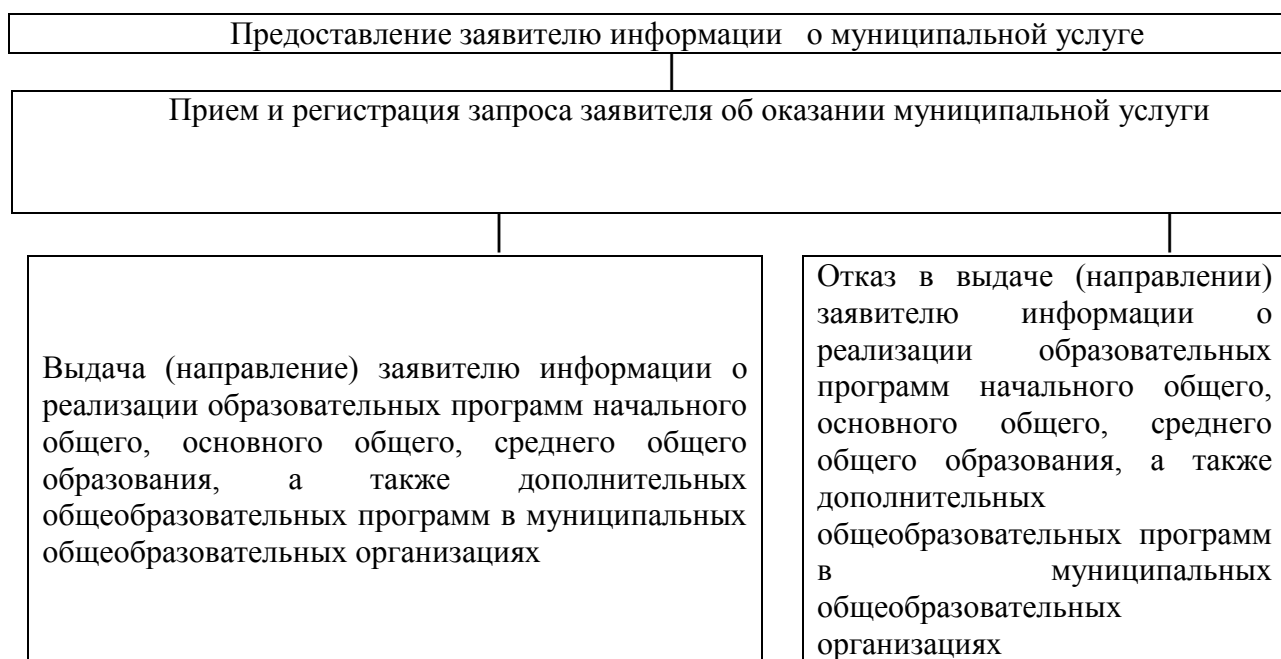 Предоставление заявителю информации о муниципальной услуге
Прием и регистрация запроса заявителя об оказании муниципальной услуги
Выдача (направление) заявителю информации о
реализации образовательных программ начального
общего, основного общего, среднего общего
образования, а также дополнительных
общеобразовательных программ в муниципальных
общеобразовательных организациях
Отказ в выдаче (направлении)
заявителю информации о
реализации образовательных
программ начального общего,
основного общего, среднего
общего образования, а также
дополнительных
общеобразовательных программ
в муниципальных
общеобразовательных
организациях